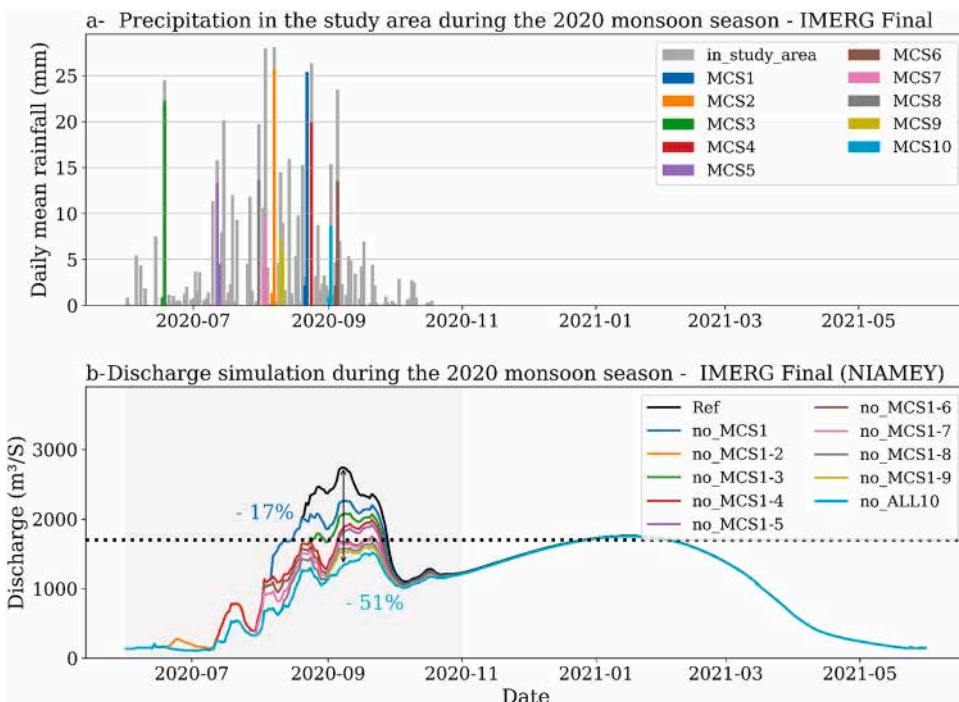 a- Precipitation in the study area during the 2020 monsoon season - IMERG Final
Daily mean rainfall (mm)
25
20
15
10
5
0
in_study_area
MCS1
MCS2
MCS3
MCS4
MCS5
MCS6
MCS7
MCS8
MCS9
MCS10
2020-07
2020-09
2020-11
2021-01
2021-03
2021-05
b-Discharge simulation during the 2020 monsoon season - IMERG Final (NIAMEY)
Discharge (m³/S)
3000
2000
1000
0
Ref
no_MCS1
no_MCS1-2
no_MCS1-3
no_MCS1-4
no_MCS1-5
no_MCS1-6
no_MCS1-7
no_MCS1-8
no_MCS1-9
no_ALL10
- 17%
- 51%
2020-07
2020-09
2020-11
2021-01
2021-03
2021-05
Date